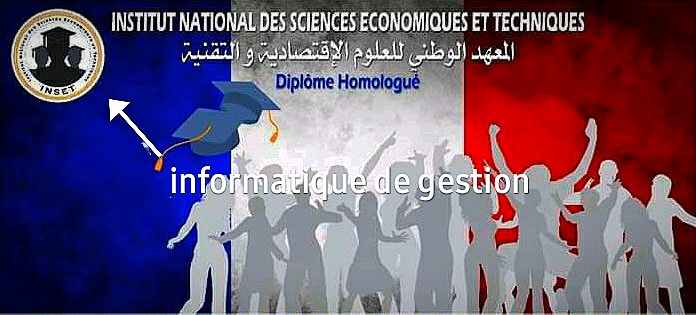 INSTITUT NATIONAL DES SCIENCES ECONOMIQUES ET TECHNIQUES
المعهد الوطني للعلوم الإقتصادية و التقنية
Diplôme Homologué
INSET
informatique de gestion